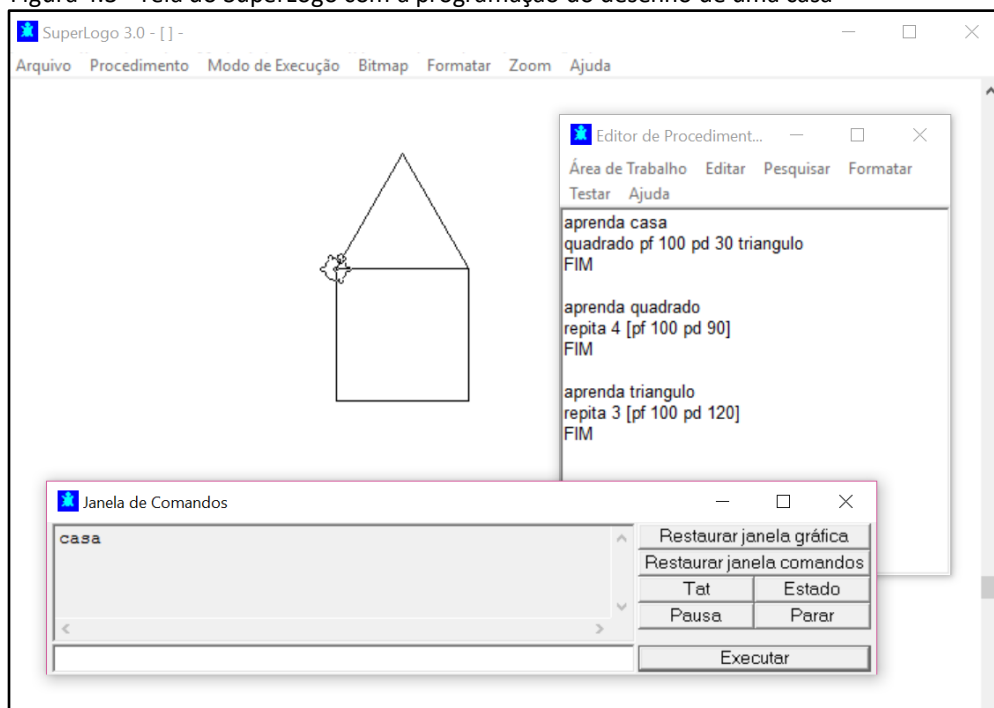 SuperLogo 3.0 - [ ] -
Arquivo Procedimento Modo de Execução Bitmap Formatar Zoom Ajuda
Editor de Procediment...
Área de Trabalho Editar Pesquisar Formatar
Testar Ajuda
aprenda casa
quadrado pf 100 pd 30 triangulo
FIM
aprenda quadrado
repita 4 [pf 100 pd 90]
FIM
aprenda triangulo
repita 3 [pf 100 pd 120]
FIM
Janela de Comandos
casa
Restaurar janela gráfica
Restaurar janela comandos
Tat Estado
Pausa Parar
Executar